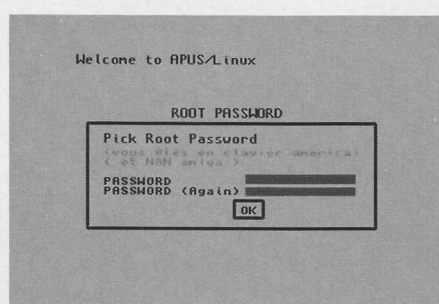 Welcome to APUS/Linux
ROOT PASSWORD
Pick Root Password
(vous êtes en clavier america)
( et NON amiga )
PASSWORD
PASSWORD (Again)
OK